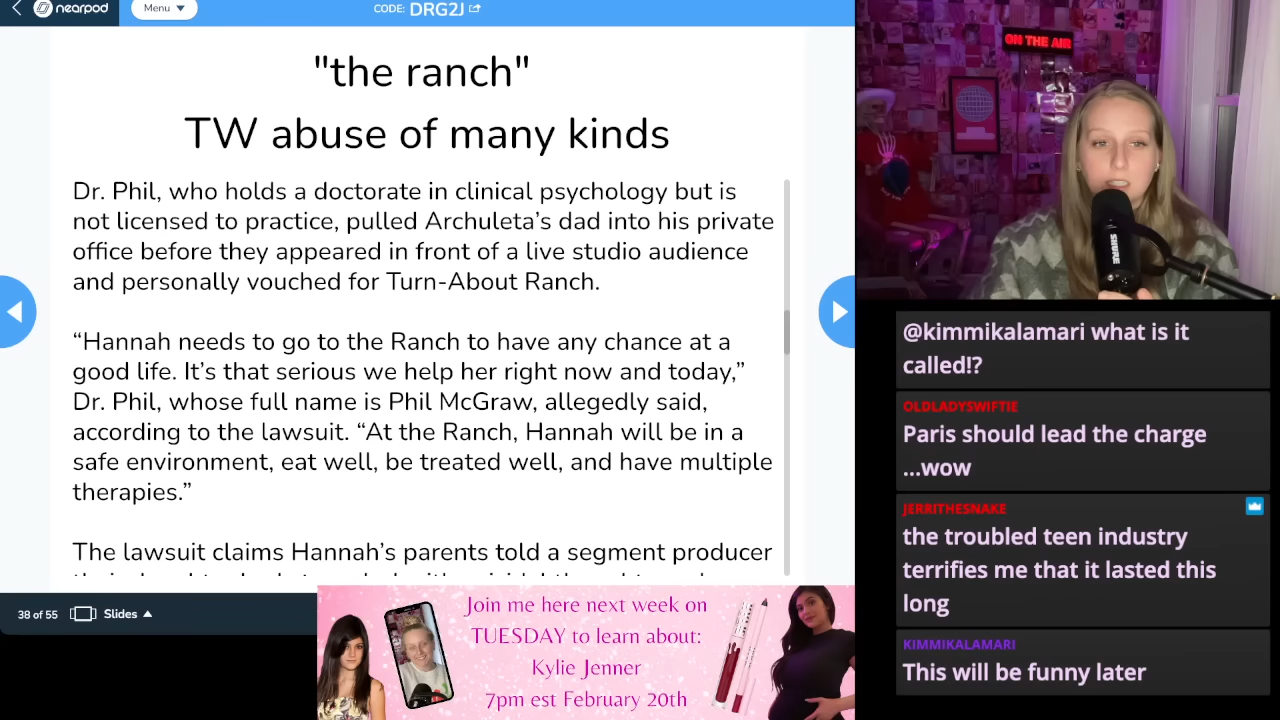 nearpod
Menu
CODE: DRG2J
"the ranch"
TW abuse of many kinds
Dr. Phil, who holds a doctorate in clinical psychology but is
not licensed to practice, pulled Archuleta’s dad into his private
office before they appeared in front of a live studio audience
and personally vouched for Turn-About Ranch.
“Hannah needs to go to the Ranch to have any chance at a
good life. It’s that serious we help her right now and today,”
Dr. Phil, whose full name is Phil McGraw, allegedly said,
according to the lawsuit. “At the Ranch, Hannah will be in a
safe environment, eat well, be treated well, and have multiple
therapies.”
The lawsuit claims Hannah’s parents told a segment producer
38 of 55
Slides
Join me here next week on
TUESDAY to learn about:
Kylie Jenner
7pm est February 20th
ON THE AIR
SHURE
@kimmikalamari what is it
called!?
OLDLADYSWIFTIE
Paris should lead the charge
...wow
JERRITHESNAKE
the troubled teen industry
terrifies me that it lasted this
long
KIMMIKALAMARI
This will be funny later